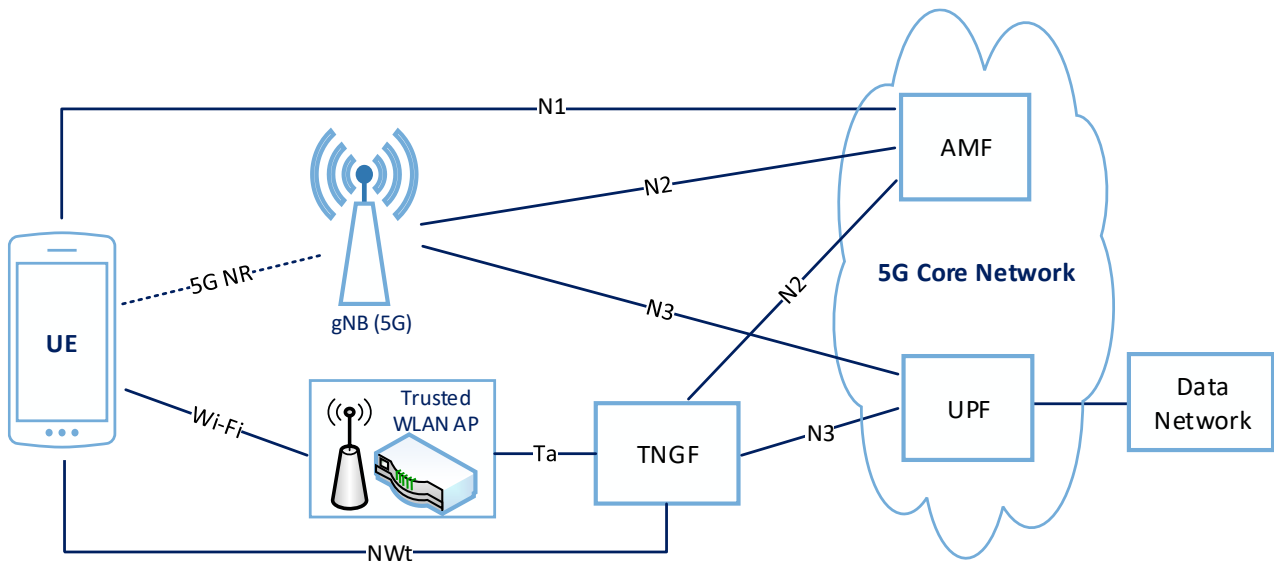 N1
AMF
N2
5G NR
gNB (5G)
5G Core Network
N2
N3
UE
Wi-Fi
Trusted
WLAN AP
Ta
TNGF
N3
UPF
Data
Network
NWt